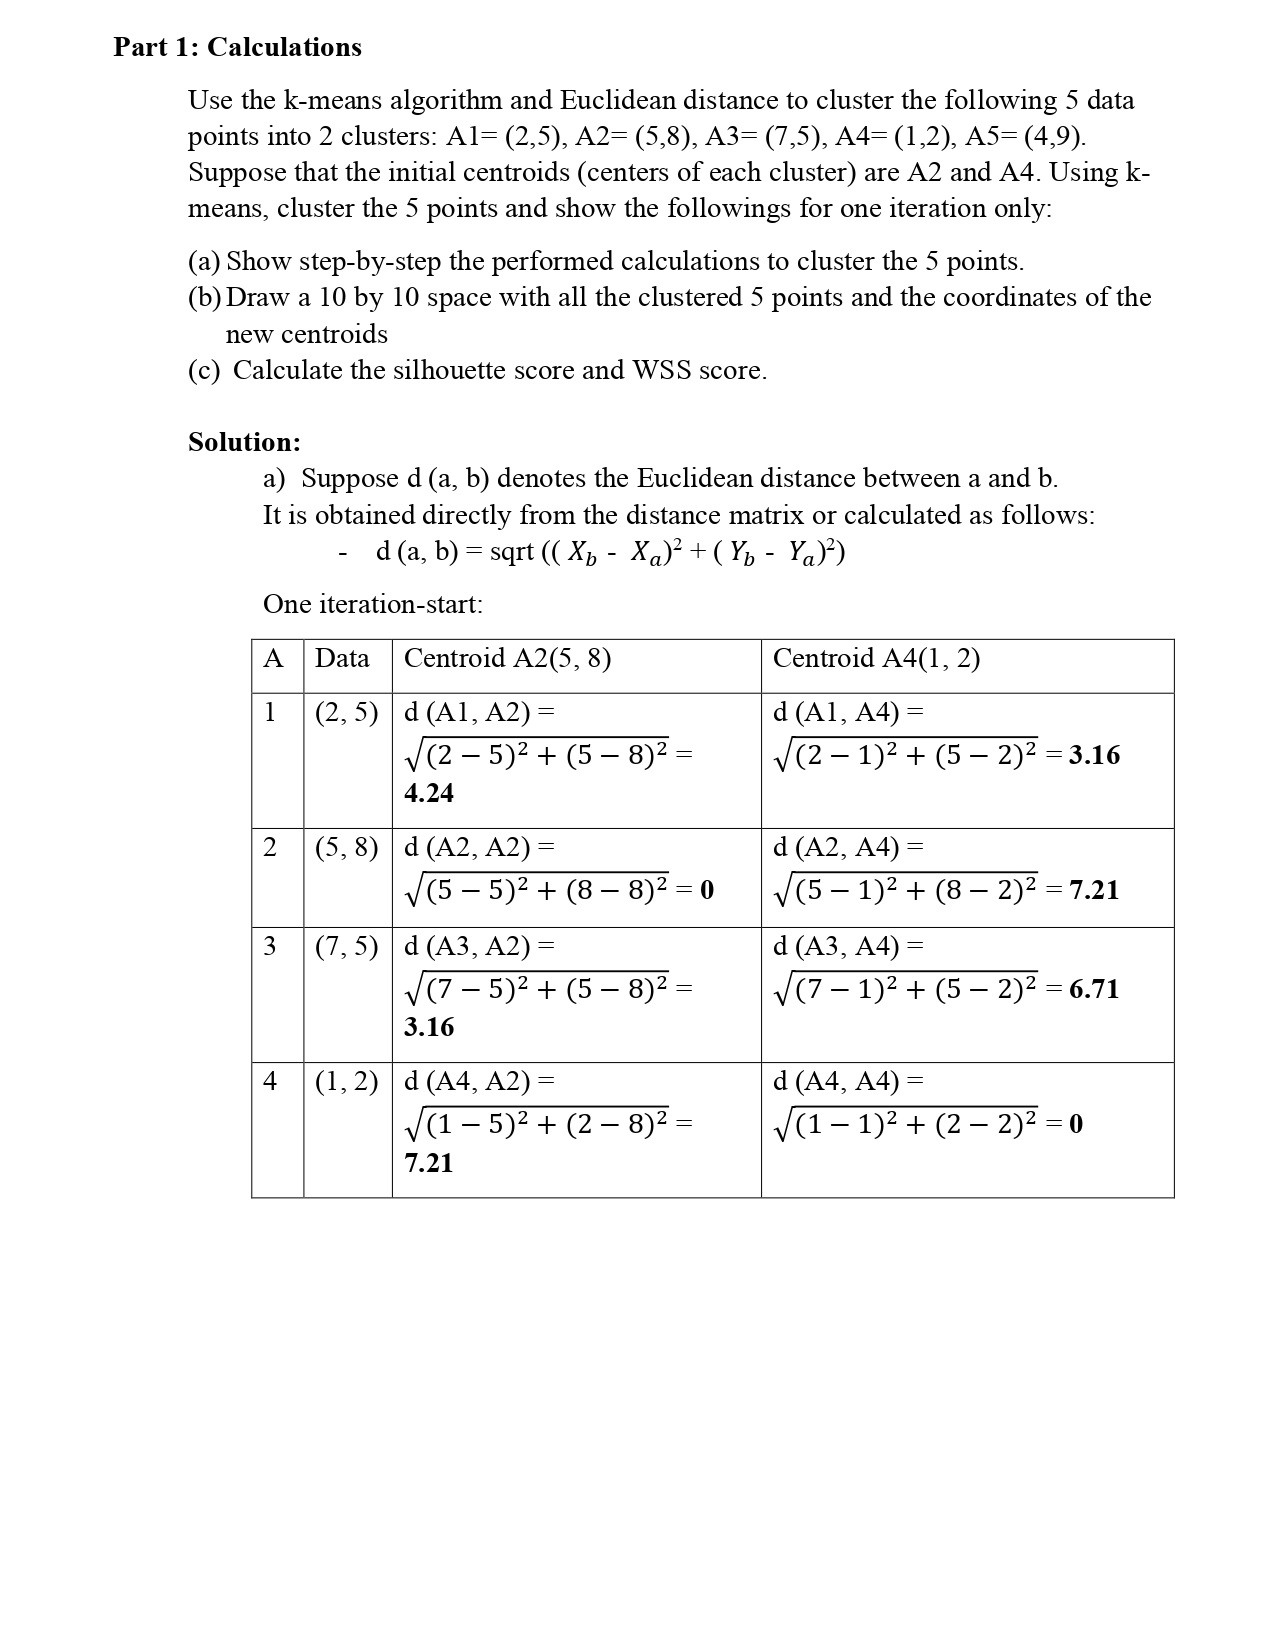 Part 1: Calculations
Use the k-means algorithm and Euclidean distance to cluster the following 5 data
points into 2 clusters: A1= (2,5), A2= (5,8), A3= (7,5), A4= (1,2), A5= (4,9).
Suppose that the initial centroids (centers of each cluster) are A2 and A4. Using k-
means, cluster the 5 points and show the followings for one iteration only:
(a) Show step-by-step the performed calculations to cluster the 5 points.
(b) Draw a 10 by 10 space with all the clustered 5 points and the coordinates of the
new centroids
(c) Calculate the silhouette score and WSS score.
Solution:
a) Suppose d (a, b) denotes the Euclidean distance between a and b.
It is obtained directly from the distance matrix or calculated as follows:
- d (a, b) = sqrt (( X_b - X_a)² + ( Y_b - Y_a)²)
One iteration-start:
A Data Centroid A2(5, 8) Centroid A4(1, 2)
1 (2, 5) d (A1, A2) = d (A1, A4) =
√(2 − 5)² + (5 − 8)² = √(2 − 1)² + (5 − 2)² = 3.16
4.24
2 (5, 8) d (A2, A2) = d (A2, A4) =
√(5 − 5)² + (8 − 8)² = 0 √(5 − 1)² + (8 − 2)² = 7.21
3 (7, 5) d (A3, A2) = d (A3, A4) =
√(7 − 5)² + (5 − 8)² = √(7 − 1)² + (5 − 2)² = 6.71
3.16
4 (1, 2) d (A4, A2) = d (A4, A4) =
√(1 − 5)² + (2 − 8)² = √(1 − 1)² + (2 − 2)² = 0
7.21